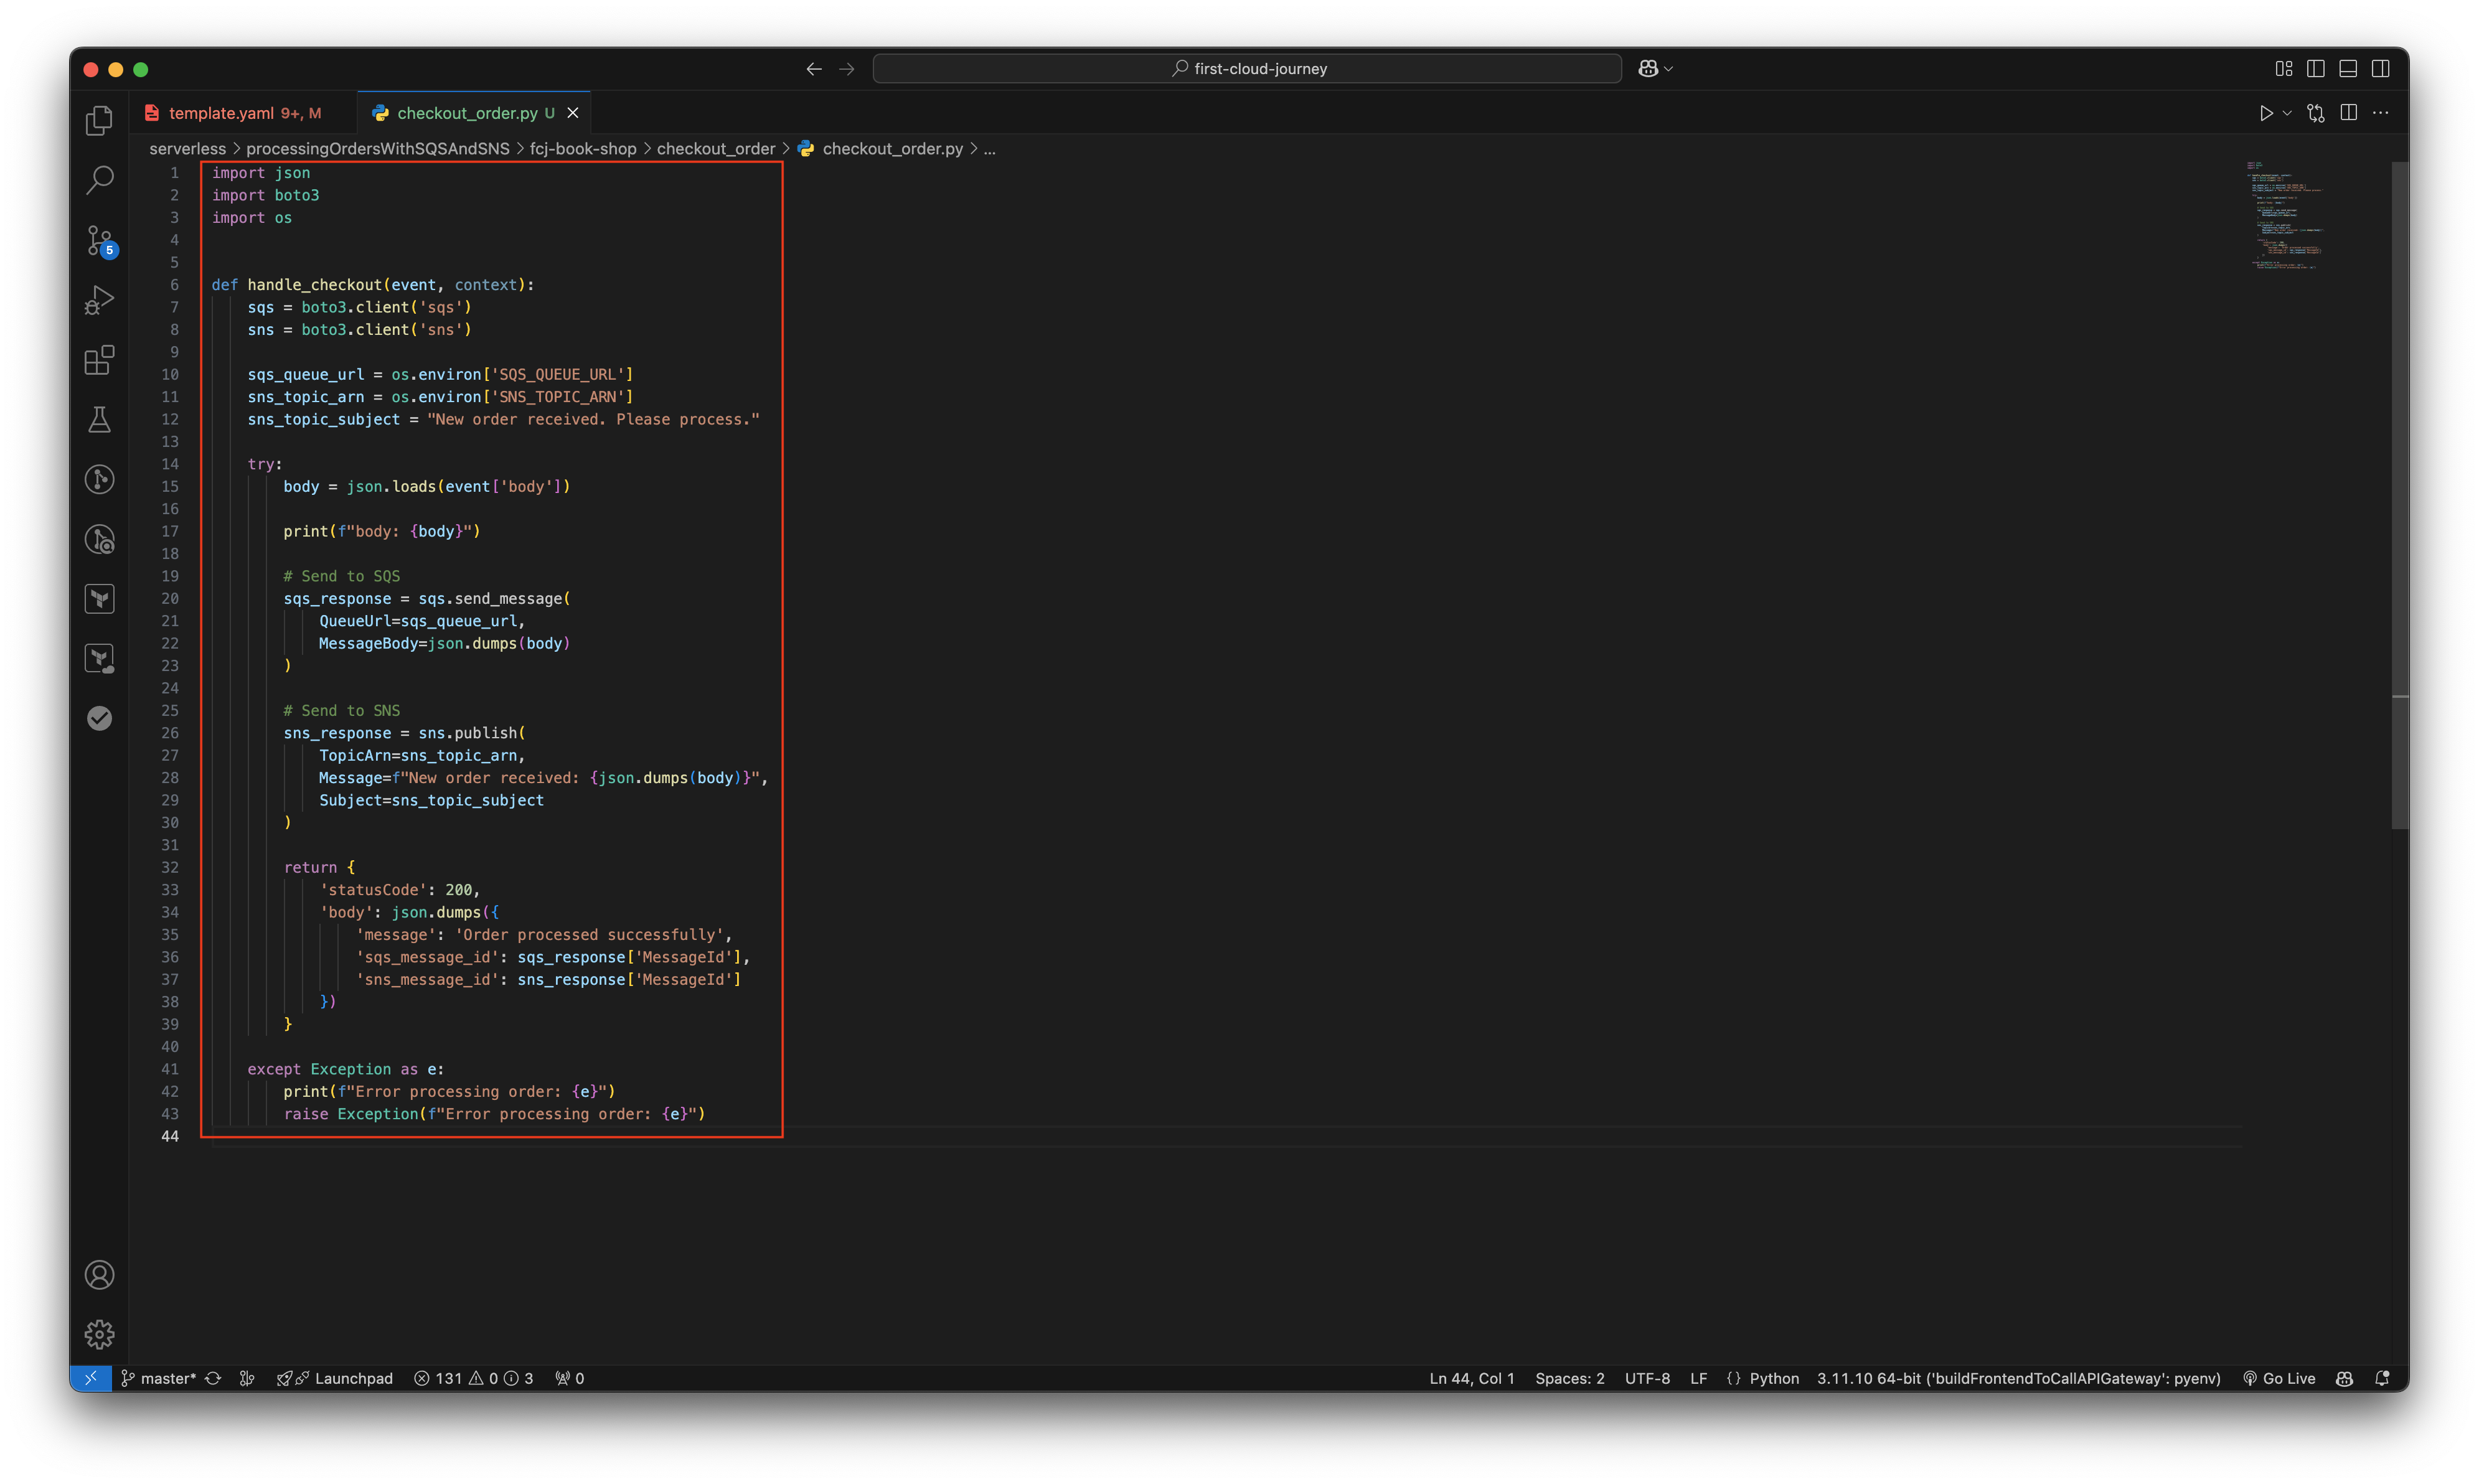 first-cloud-journey
template.yaml 9+, M
checkout_order.py U
serverless > processingOrdersWithSQSAndSNS > fcj-book-shop > checkout_order > checkout_order.py > ...
1 import json
2 import boto3
3 import os
4
5
6 def handle_checkout(event, context):
7     sqs = boto3.client('sqs')
8     sns = boto3.client('sns')
9
10     sqs_queue_url = os.environ['SQS_QUEUE_URL']
11     sns_topic_arn = os.environ['SNS_TOPIC_ARN']
12     sns_topic_subject = "New order received. Please process."
13
14     try:
15         body = json.loads(event['body'])
16
17         print(f"body: {body}")
18
19         # Send to SQS
20         sqs_response = sqs.send_message(
21             QueueUrl=sqs_queue_url,
22             MessageBody=json.dumps(body)
23         )
24
25         # Send to SNS
26         sns_response = sns.publish(
27             TopicArn=sns_topic_arn,
28             Message=f"New order received: {json.dumps(body)}",
29             Subject=sns_topic_subject
30         )
31
32         return {
33             'statusCode': 200,
34             'body': json.dumps({
35                 'message': 'Order processed successfully',
36                 'sqs_message_id': sqs_response['MessageId'],
37                 'sns_message_id': sns_response['MessageId']
38             })
39         }
40
41     except Exception as e:
42         print(f"Error processing order: {e}")
43         raise Exception(f"Error processing order: {e}")
44
5
master* Launchpad 131 0 3 0 Ln 44, Col 1 Spaces: 2 UTF-8 LF {} Python 3.11.10 64-bit ('buildFrontendToCallAPIGateway': pyenv) Go Live